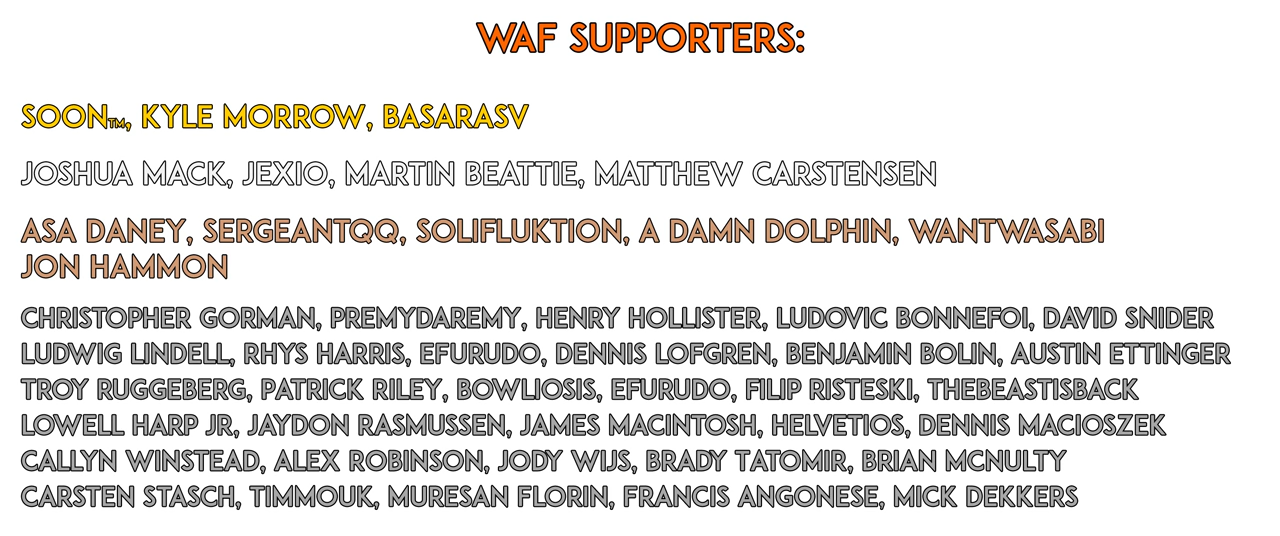 WAF SUPPORTERS:
SOON™, KYLE MORROW, BASARASV
JOSHUA MACK, JEXIO, MARTIN BEATTIE, MATTHEW CARSTENSEN
ASA DANEY, SERGEANTQQ, SOLIFLUKTION, A DAMN DOLPHIN, WANTWASABI
JON HAMMON
CHRISTOPHER GORMAN, PREMYDAREMY, HENRY HOLLISTER, LUDOVIC BONNEFOI, DAVID SNIDER
LUDWIG LINDELL, RHYS HARRIS, EFURUDO, DENNIS LOFGREN, BENJAMIN BOLIN, AUSTIN ETTINGER
TROY RUGGEBERG, PATRICK RILEY, BOWLIOSIS, EFURUDO, FILIP RISTESKI, THEBEASTISBACK
LOWELL HARP JR, JAYDON RASMUSSEN, JAMES MACINTOSH, HELVETIOS, DENNIS MACIOSZEK
CALLYN WINSTEAD, ALEX ROBINSON, JODY WIJS, BRADY TATOMIR, BRIAN MCNULTY
CARSTEN STASCH, TIMMOUK, MURESAN FLORIN, FRANCIS ANGONESE, MICK DEKKERS